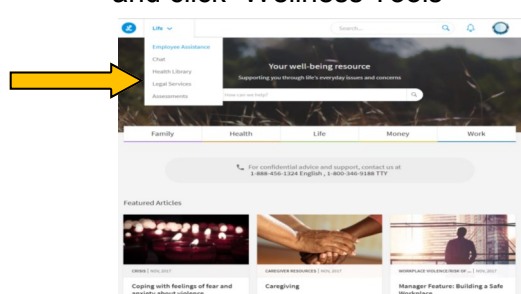 and click "Wellness Tools"
Life
Search...
Employee Assistance
Chat
Health Library
Legal Services
Assessments
Your well-being resource
Supporting you through life's everyday issues and concerns
How can we help?
Family Health Life Money Work
For confidential advice and support, contact us at
1-888-456-1324 English , 1-800-346-9188 TTY
Featured Articles
CRISIS | NOV, 2017
CAREGIVER RESOURCES | NOV, 2017
WORKPLACE VIOLENCE/RISK OF ... | NOV, 2017
Coping with feelings of fear and
anxiety about violence
Caregiving
Manager Feature: Building a Safe
Workplace